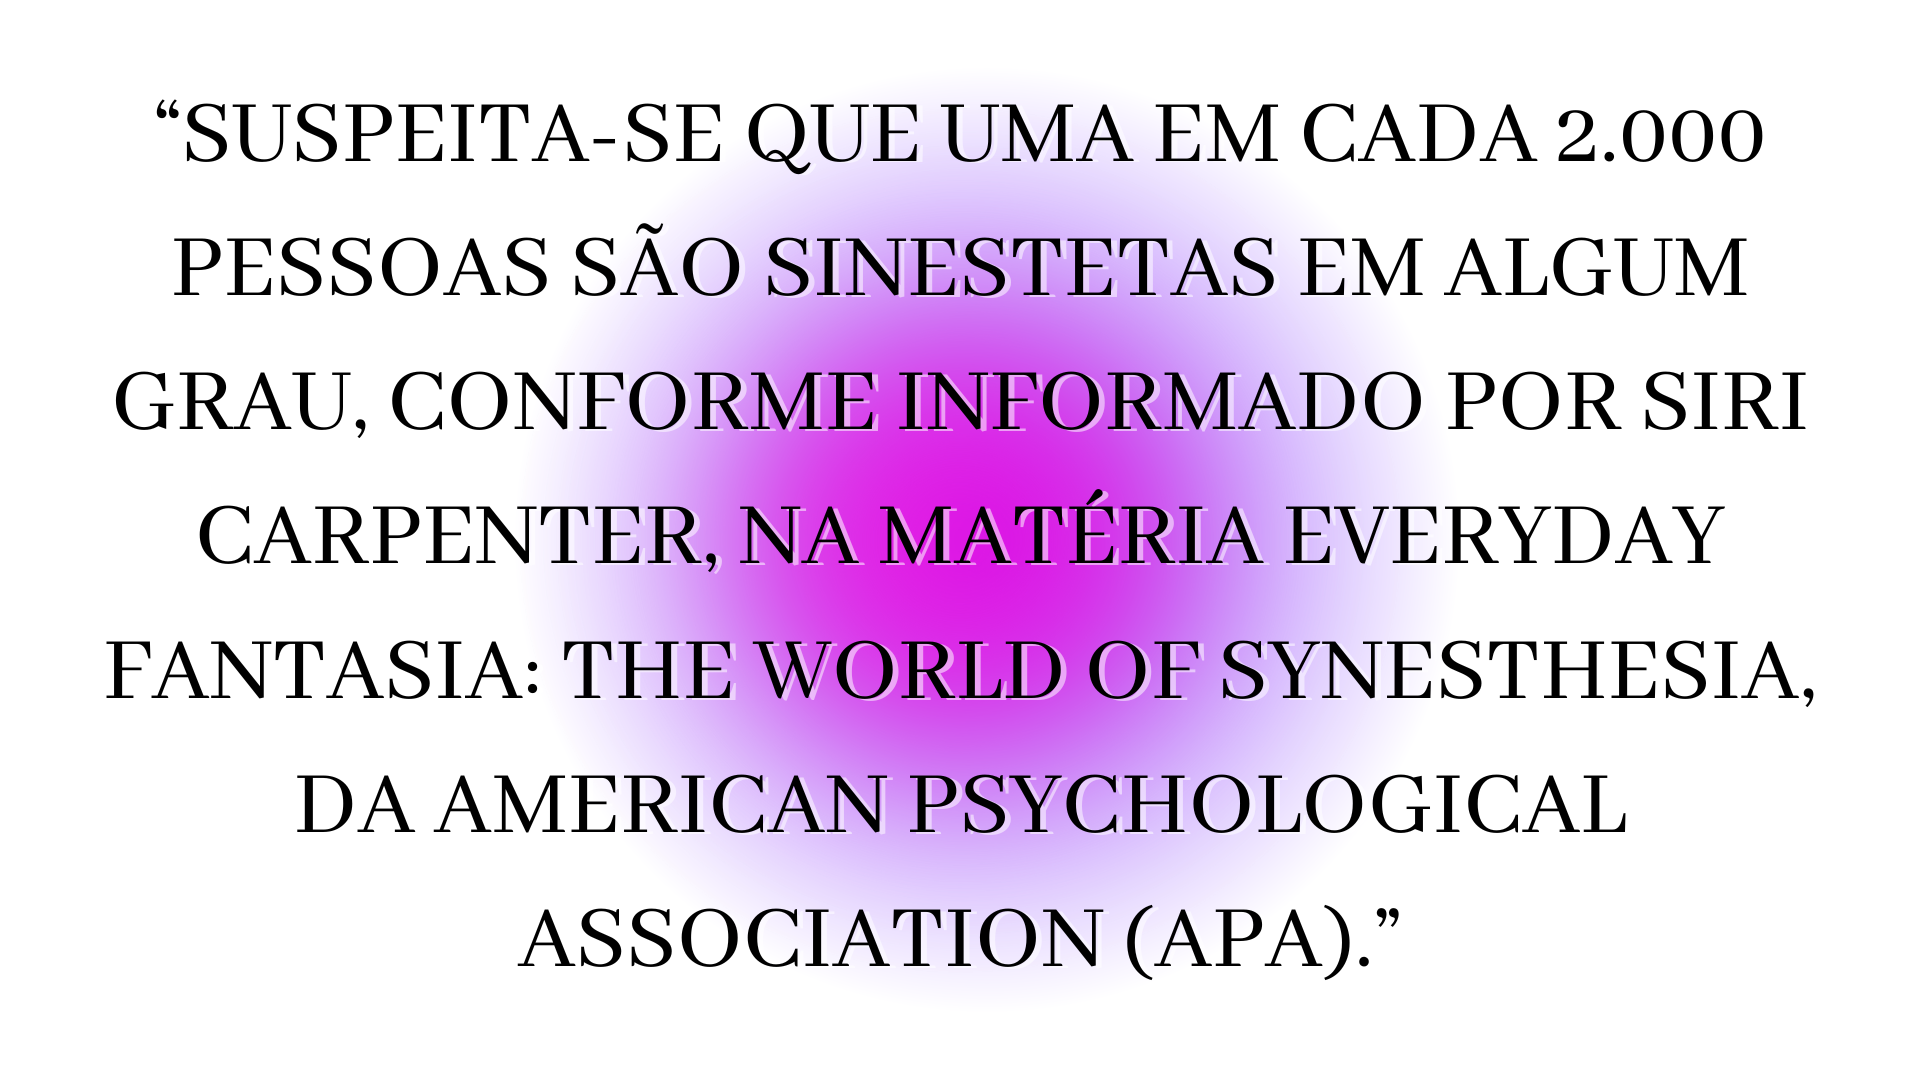 “SUSPEITA-SE QUE UMA EM CADA 2.000
PESSOAS SÃO SINESTETAS EM ALGUM
GRAU, CONFORME INFORMADO POR SIRI
CARPENTER, NA MATÉRIA EVERYDAY
FANTASIA: THE WORLD OF SYNESTHESIA,
DA AMERICAN PSYCHOLOGICAL
ASSOCIATION (APA).”